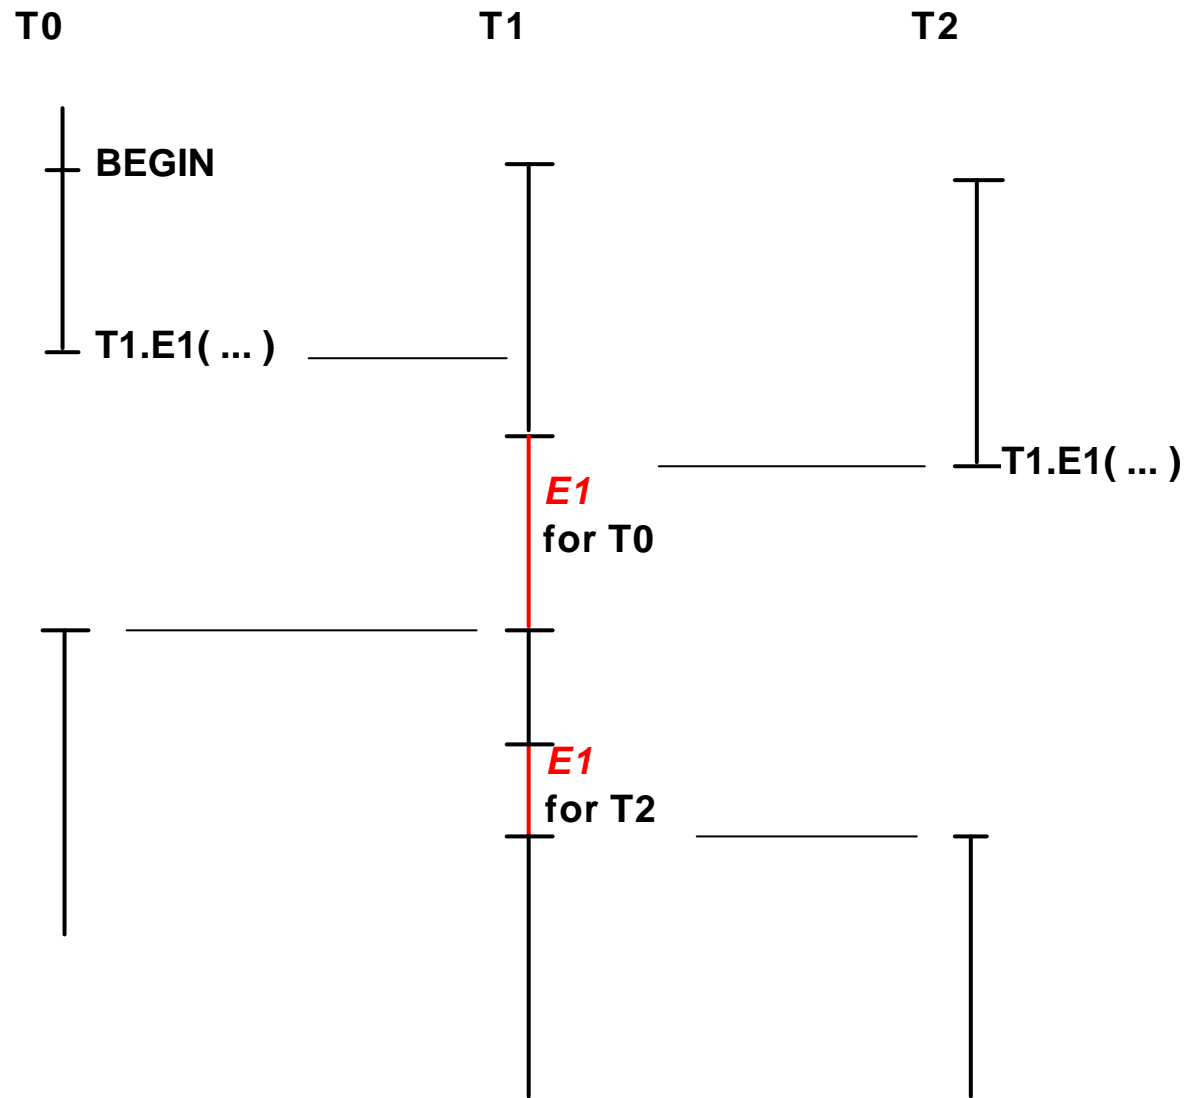 T0 T1 T2
BEGIN
T1.E1( ... )
T1.E1( ... )
E1
for T0
E1
for T2